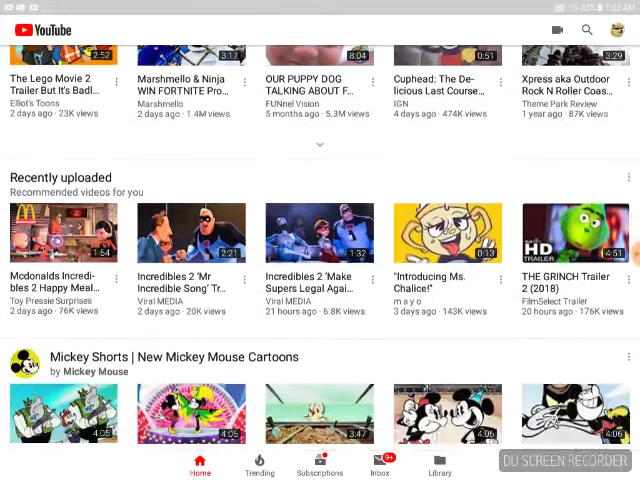 63% 1:03 AM
YouTube
2:52
3:17
8:04
0:51
3:29
The Lego Movie 2
Trailer But It's Badl...
Elliot's Toons
2 days ago · 23K views
Marshmello & Ninja
WIN FORTNITE Pro...
Marshmello
2 days ago · 1.4M views
OUR PUPPY DOG
TALKING ABOUT F...
FUNnel Vision
5 months ago · 5.3M views
Cuphead: The De-
licious Last Course...
IGN
4 days ago · 474K views
Xpress aka Outdoor
Rock N Roller Coas...
Theme Park Review
1 year ago · 87K views
Recently uploaded
Recommended videos for you
1:54
2:21
1:32
0:13
HD
TRAILER
4:51
Mcdonalds Incredi-
bles 2 Happy Meal...
Toy Pressie Surprises
2 days ago · 76K views
Incredibles 2 'Mr
Incredible Song' Tr...
Viral MEDIA
2 days ago · 20K views
Incredibles 2 'Make
Supers Legal Agai...
Viral MEDIA
21 hours ago · 6.8K views
"Introducing Ms.
Chalice!"
m a y o
3 days ago · 143K views
THE GRINCH Trailer
2 (2018)
FilmSelect Trailer
20 hours ago · 176K views
Mickey Shorts | New Mickey Mouse Cartoons
by Mickey Mouse
4:05
4:05
3:47
4:06
4:06
Home
Trending
Subscriptions
9+
Inbox
Library
DU SCREEN RECORDER